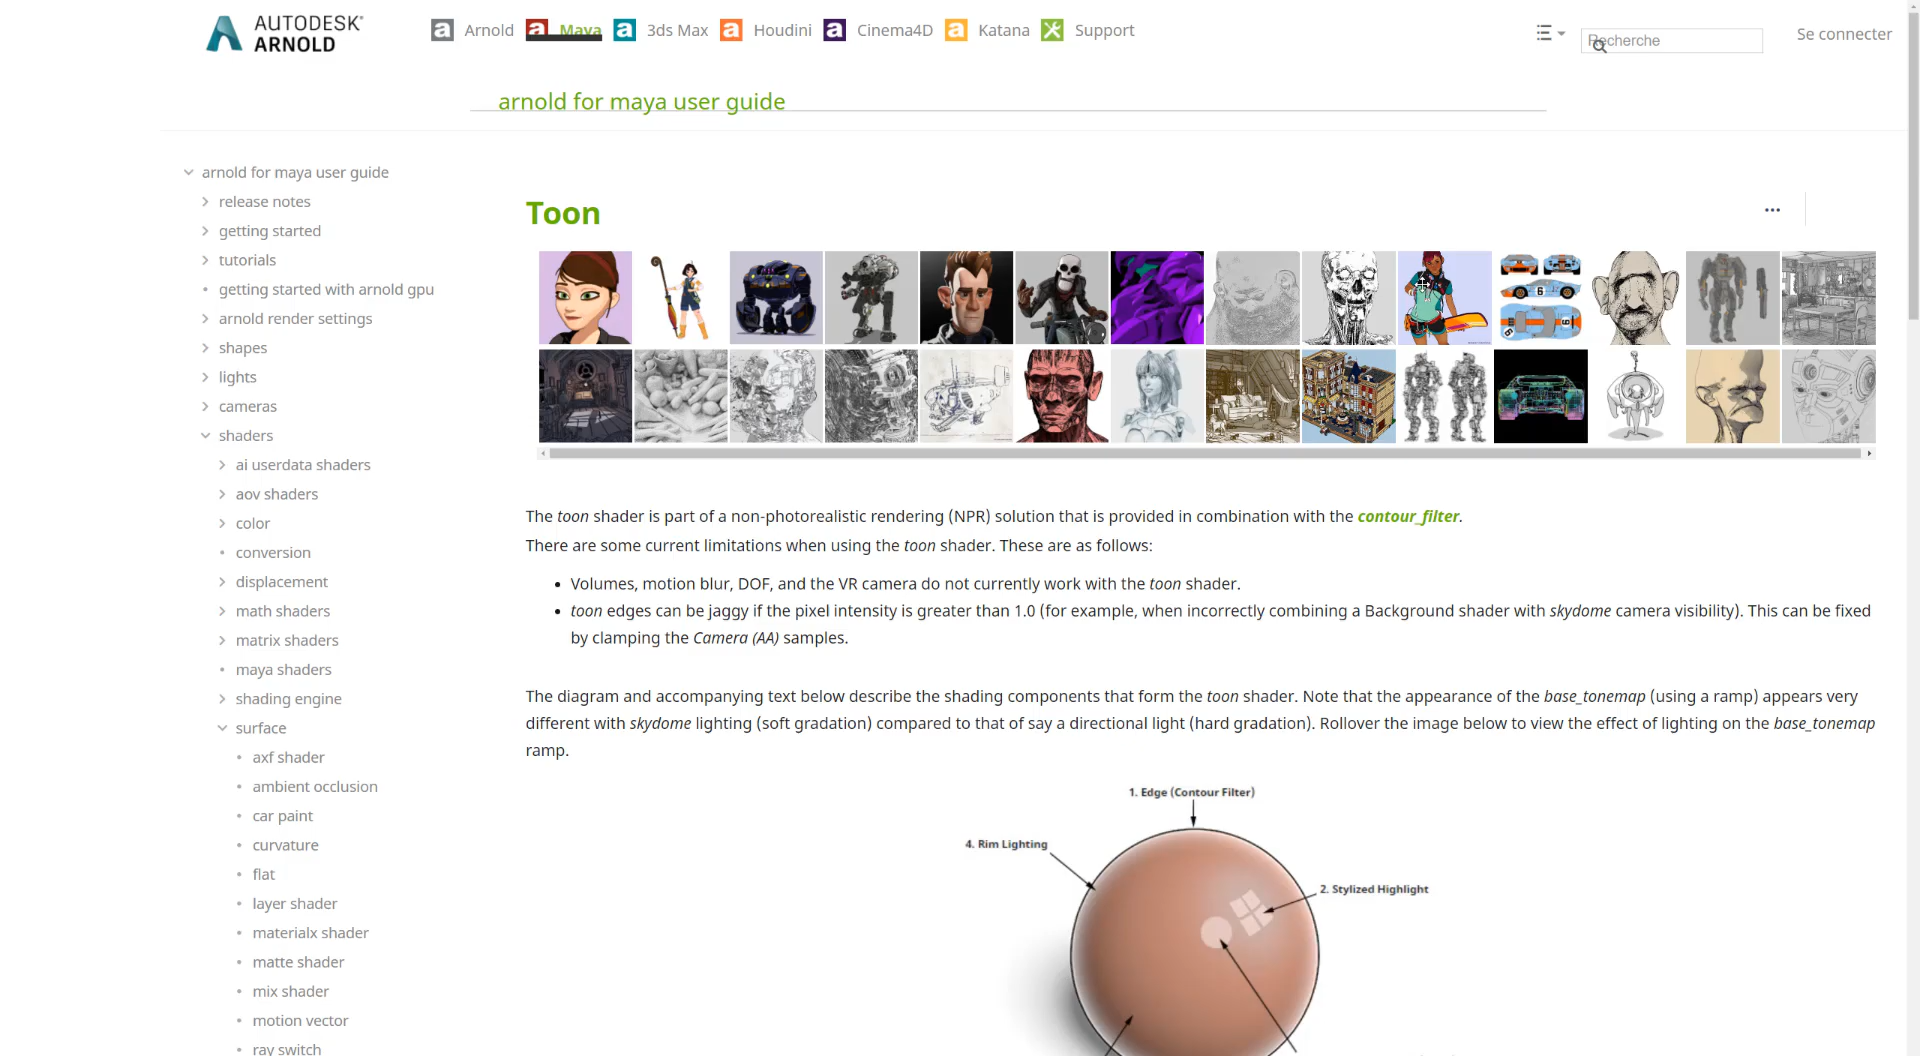 AUTODESK
ARNOLD
Arnold
Maya
3ds Max
Houdini
Cinema4D
Katana
Support
Recherche
Se connecter
arnold for maya user guide
arnold for maya user guide
release notes
getting started
tutorials
getting started with arnold gpu
arnold render settings
shapes
lights
cameras
shaders
ai userdata shaders
aov shaders
color
conversion
displacement
math shaders
matrix shaders
maya shaders
shading engine
surface
axf shader
ambient occlusion
car paint
curvature
flat
layer shader
materialx shader
matte shader
mix shader
motion vector
ray switch
Toon
The toon shader is part of a non-photorealistic rendering (NPR) solution that is provided in combination with the contour_filter.
There are some current limitations when using the toon shader. These are as follows:
• Volumes, motion blur, DOF, and the VR camera do not currently work with the toon shader.
• toon edges can be jaggy if the pixel intensity is greater than 1.0 (for example, when incorrectly combining a Background shader with skydome camera visibility). This can be fixed
by clamping the Camera (AA) samples.
The diagram and accompanying text below describe the shading components that form the toon shader. Note that the appearance of the base_tonemap (using a ramp) appears very
different with skydome lighting (soft gradation) compared to that of say a directional light (hard gradation). Rollover the image below to view the effect of lighting on the base_tonemap
ramp.
1. Edge (Contour Filter)
4. Rim Lighting
2. Stylized Highlight